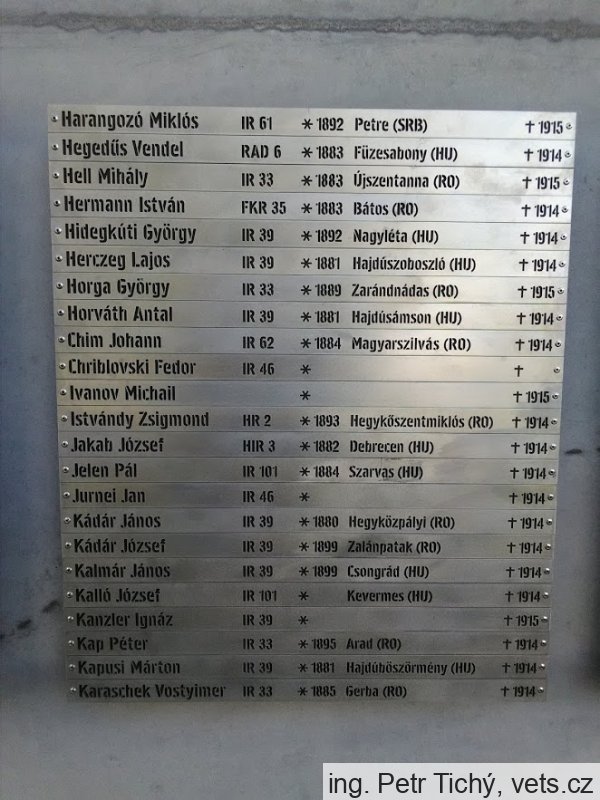 Harangozó Miklós IR 61 * 1892 Petre (SRB) † 1915
Hegedűs Vendel RAD 6 * 1883 Füzesabony (HU) † 1914
Hell Mihály IR 33 * 1883 Újszentanna (RO) † 1915
Hermann István FKR 35 * 1883 Bátos (RO) † 1914
Hidegkúti György IR 39 * 1892 Nagyléta (HU) † 1914
Herczeg Lajos IR 39 * 1881 Hajdúszoboszló (HU) † 1914
Horga György IR 33 * 1889 Zarándnádas (RO) † 1915
Horváth Antal IR 39 * 1881 Hajdúsámson (HU) † 1914
Chim Johann IR 62 * 1884 Magyarszilvás (RO) † 1914
Chriblovski Fedor IR 46 * †
Ivanov Michail * † 1915
Istvándy Zsigmond HR 2 * 1893 Hegykőszentmiklós (RO) † 1914
Jakab József HIR 3 * 1882 Debrecen (HU) † 1914
Jelen Pál IR 101 * 1884 Szarvas (HU) † 1914
Jurnei Jan IR 46 * † 1914
Kádár János IR 39 * 1880 Hegyközpályi (RO) † 1914
Kádár József IR 39 * 1899 Zalánpatak (RO) † 1914
Kalmár János IR 39 * 1899 Csongrád (HU) † 1914
Kalló József IR 101 * Kevermes (HU) † 1914
Kanzler Ignáz IR 39 * † 1915
Kap Péter IR 33 * 1895 Arad (RO) † 1914
Kapusi Márton IR 39 * 1881 Hajdúböszörmény (HU) † 1914
Karaschek Vostyimer IR 33 * 1885 Gerba (RO) † 1914
ing. Petr Tichý, vets.cz